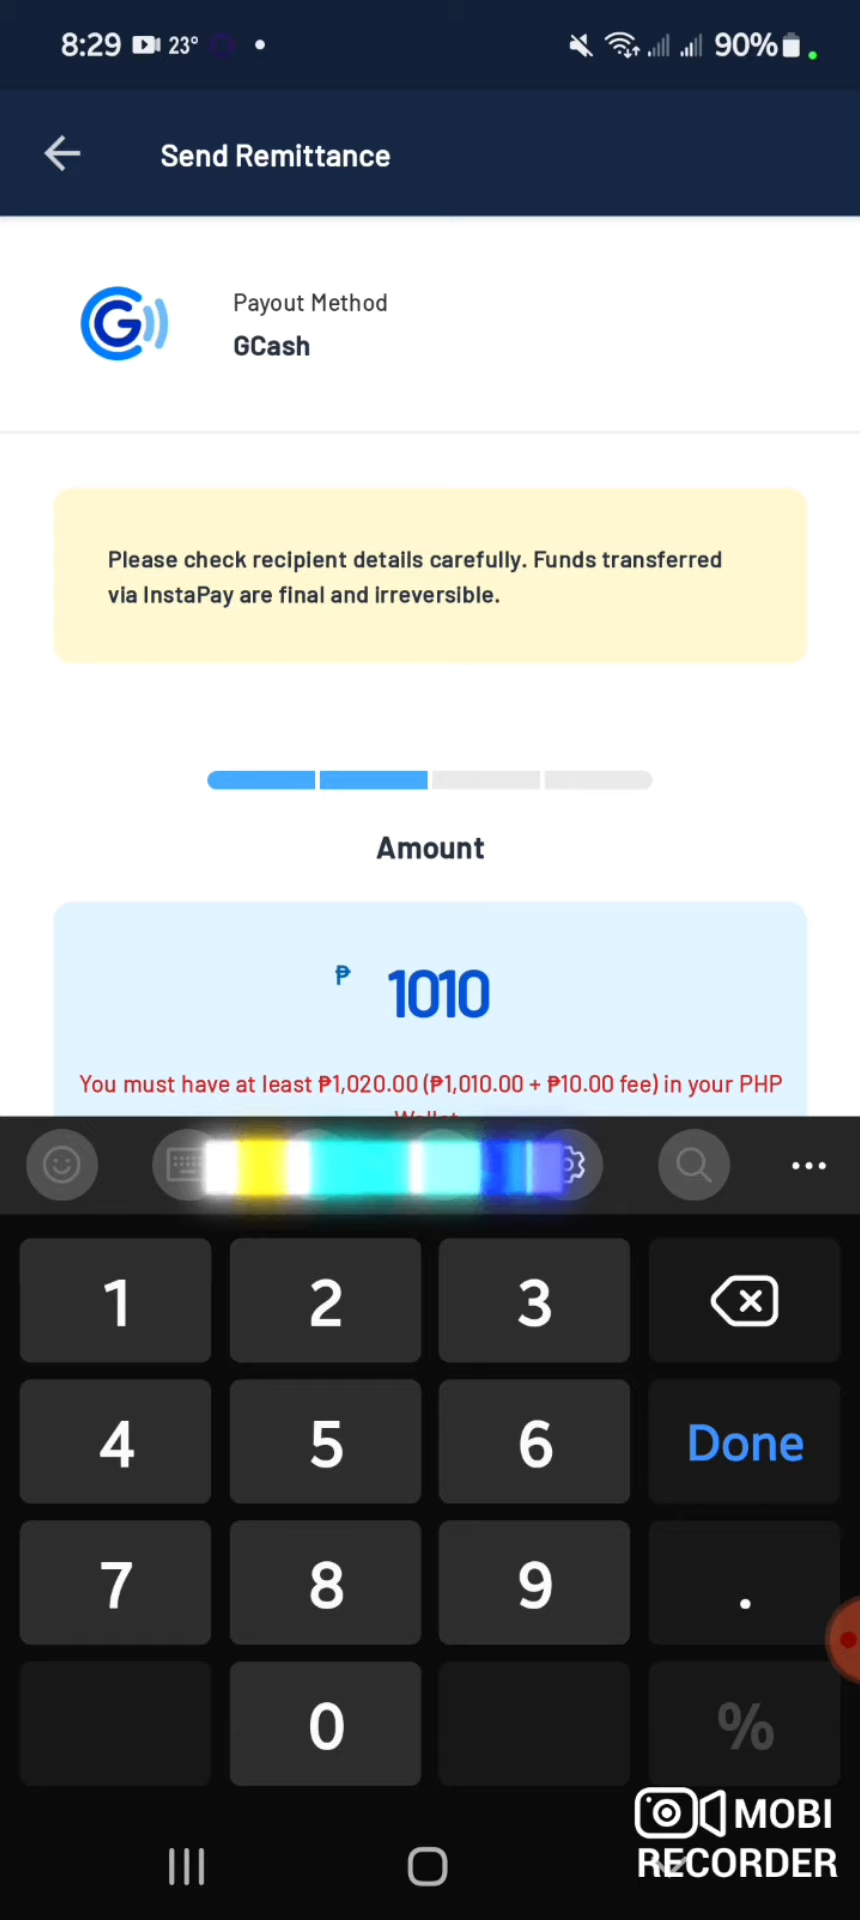 8:29 23° 90%
Send Remittance
Payout Method
GCash
Please check recipient details carefully. Funds transferred
via InstaPay are final and irreversible.
Amount
₱ 1010
You must have at least ₱1,020.00 (₱1,010.00 + ₱10.00 fee) in your PHP
Wallet
1 2 3
4 5 6 Done
7 8 9 .
0 %
MOBI
RECORDER